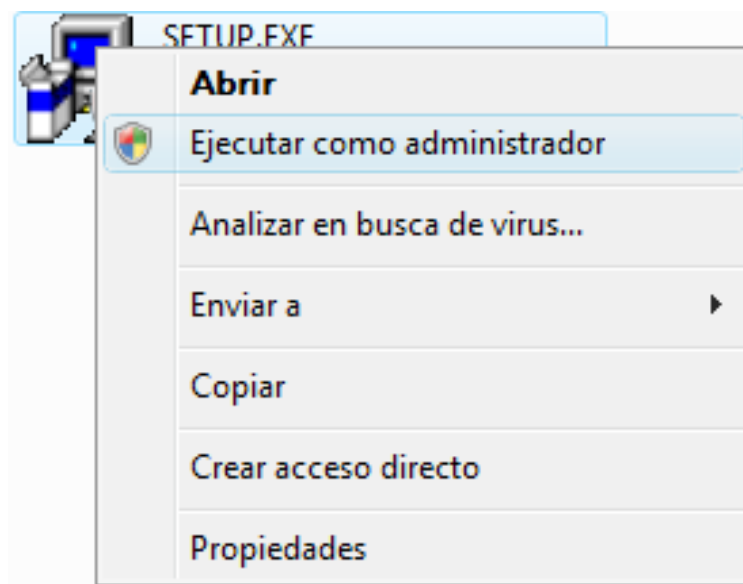 SETUP.EXE
Abrir
Ejecutar como administrador
Analizar en busca de virus...
Enviar a
Copiar
Crear acceso directo
Propiedades